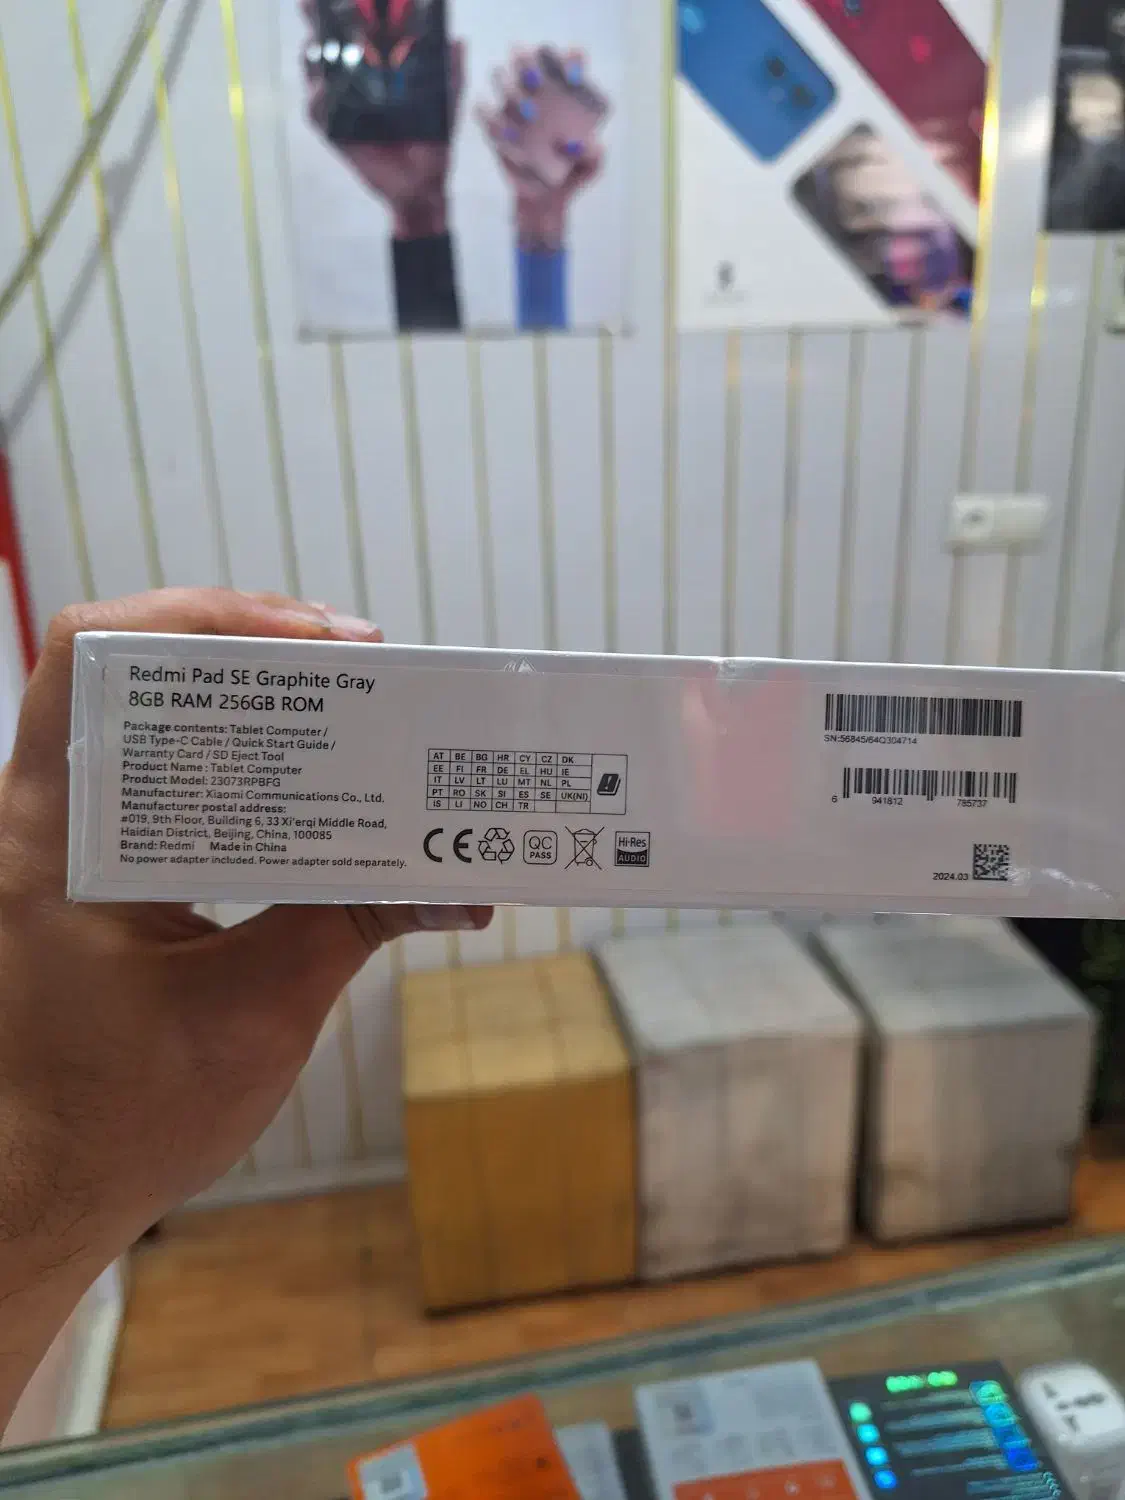 Redmi Pad SE Graphite Gray
8GB RAM 256GB ROM
Package contents: Tablet Computer /
USB Type-C Cable / Quick Start Guide /
Warranty Card / SD Eject Tool
Product Name: Tablet Computer
Product Model: 23073RPBFG
Manufacturer: Xiaomi Communications Co., Ltd.
Manufacturer postal address:
#019, 9th Floor, Building 6, 33 Xi'erqi Middle Road,
Haidian District, Beijing, China, 100085
Brand: Redmi Made in China
No power adapter included. Power adapter sold separately.
AT BE BG HR CY CZ DK
EE FI FR DE EL HU IE
IT LV LT LU MT NL PL
PT RO SK SI ES SE UK(NI)
IS LI NO CH TR
CE
QC
PASS
Hi-Res
AUDIO
SN:56845/64Q304714
6 941812 785737
2024.03